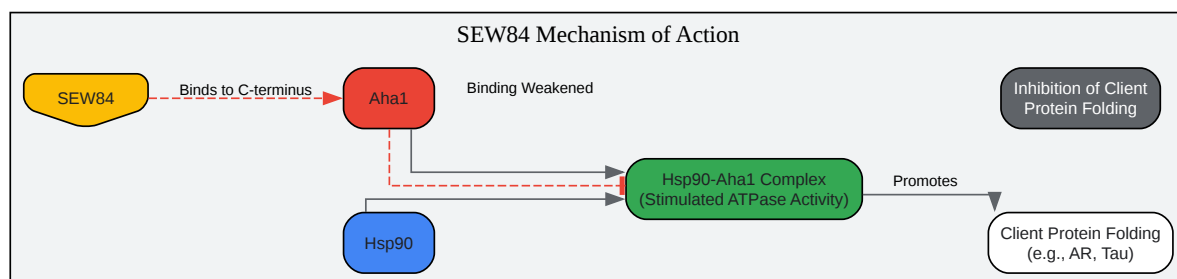 SEW84 Mechanism of Action
SEW84
Binds to C-terminus
Aha1
Binding Weakened
Inhibition of Client
Protein Folding
Hsp90-Aha1 Complex
(Stimulated ATPase Activity)
Promotes
Hsp90
Client Protein Folding
(e.g., AR, Tau)